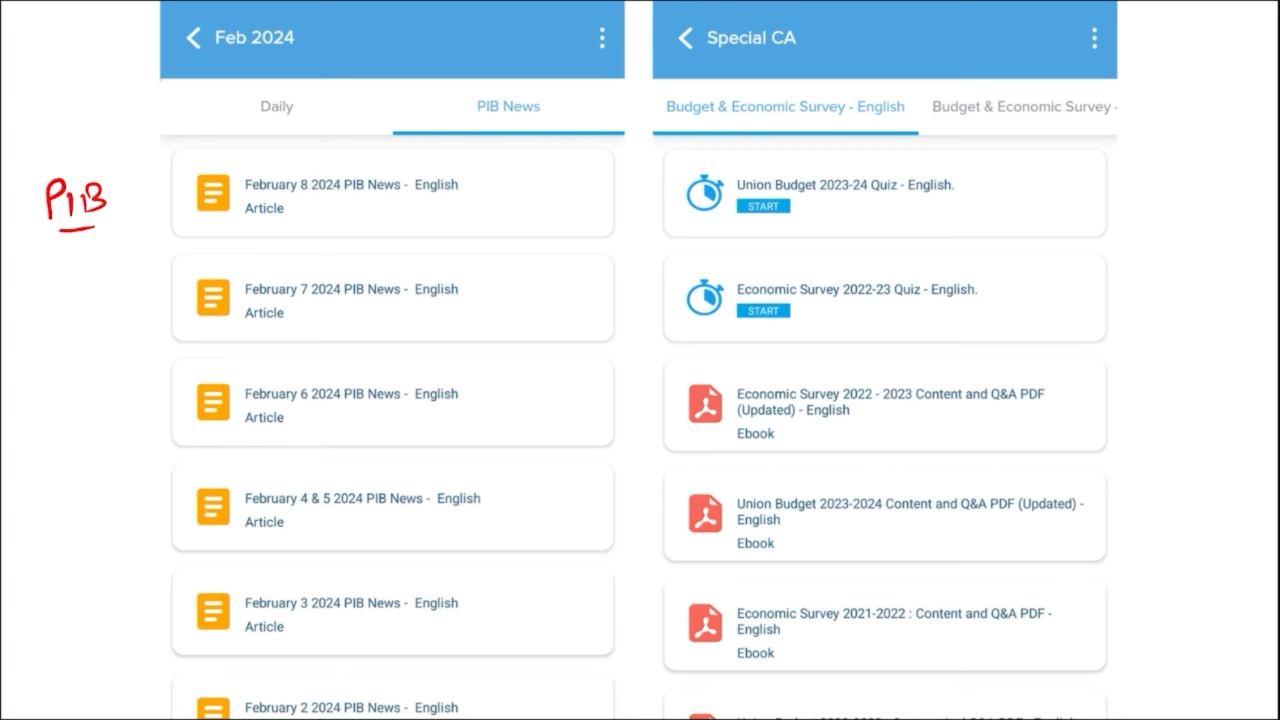 PIB
Feb 2024
Daily
PIB News
February 8 2024 PIB News - English
Article
February 7 2024 PIB News - English
Article
February 6 2024 PIB News - English
Article
February 4 & 5 2024 PIB News - English
Article
February 3 2024 PIB News - English
Article
February 2 2024 PIB News - English
Special CA
Budget & Economic Survey - English
Budget & Economic Survey -
Union Budget 2023-24 Quiz - English.
START
Economic Survey 2022-23 Quiz - English.
START
Economic Survey 2022 - 2023 Content and Q&A PDF
(Updated) - English
Ebook
Union Budget 2023-2024 Content and Q&A PDF (Updated) -
English
Ebook
Economic Survey 2021-2022 : Content and Q&A PDF -
English
Ebook